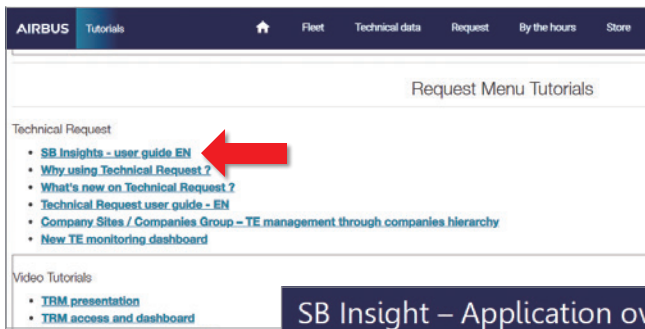 AIRBUS Tutorials Fleet Technical data Request By the hours Store
Request Menu Tutorials
Technical Request
SB Insights - user guide EN
Why using Technical Request ?
What's new on Technical Request ?
Technical Request user guide - EN
Company Sites / Companies Group – TE management through companies hierarchy
New TE monitoring dashboard
Video Tutorials
TRM presentation
TRM access and dashboard
SB Insight – Application ov